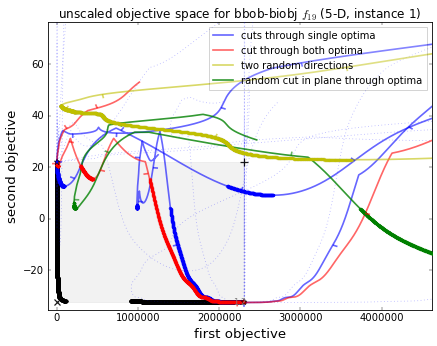 unscaled objective space for bbob-biobj f₁₉ (5-D, instance 1)
cuts through single optima
cut through both optima
two random directions
random cut in plane through optima
60
40
20
0
−20
second objective
0 1000000 2000000 3000000 4000000
first objective